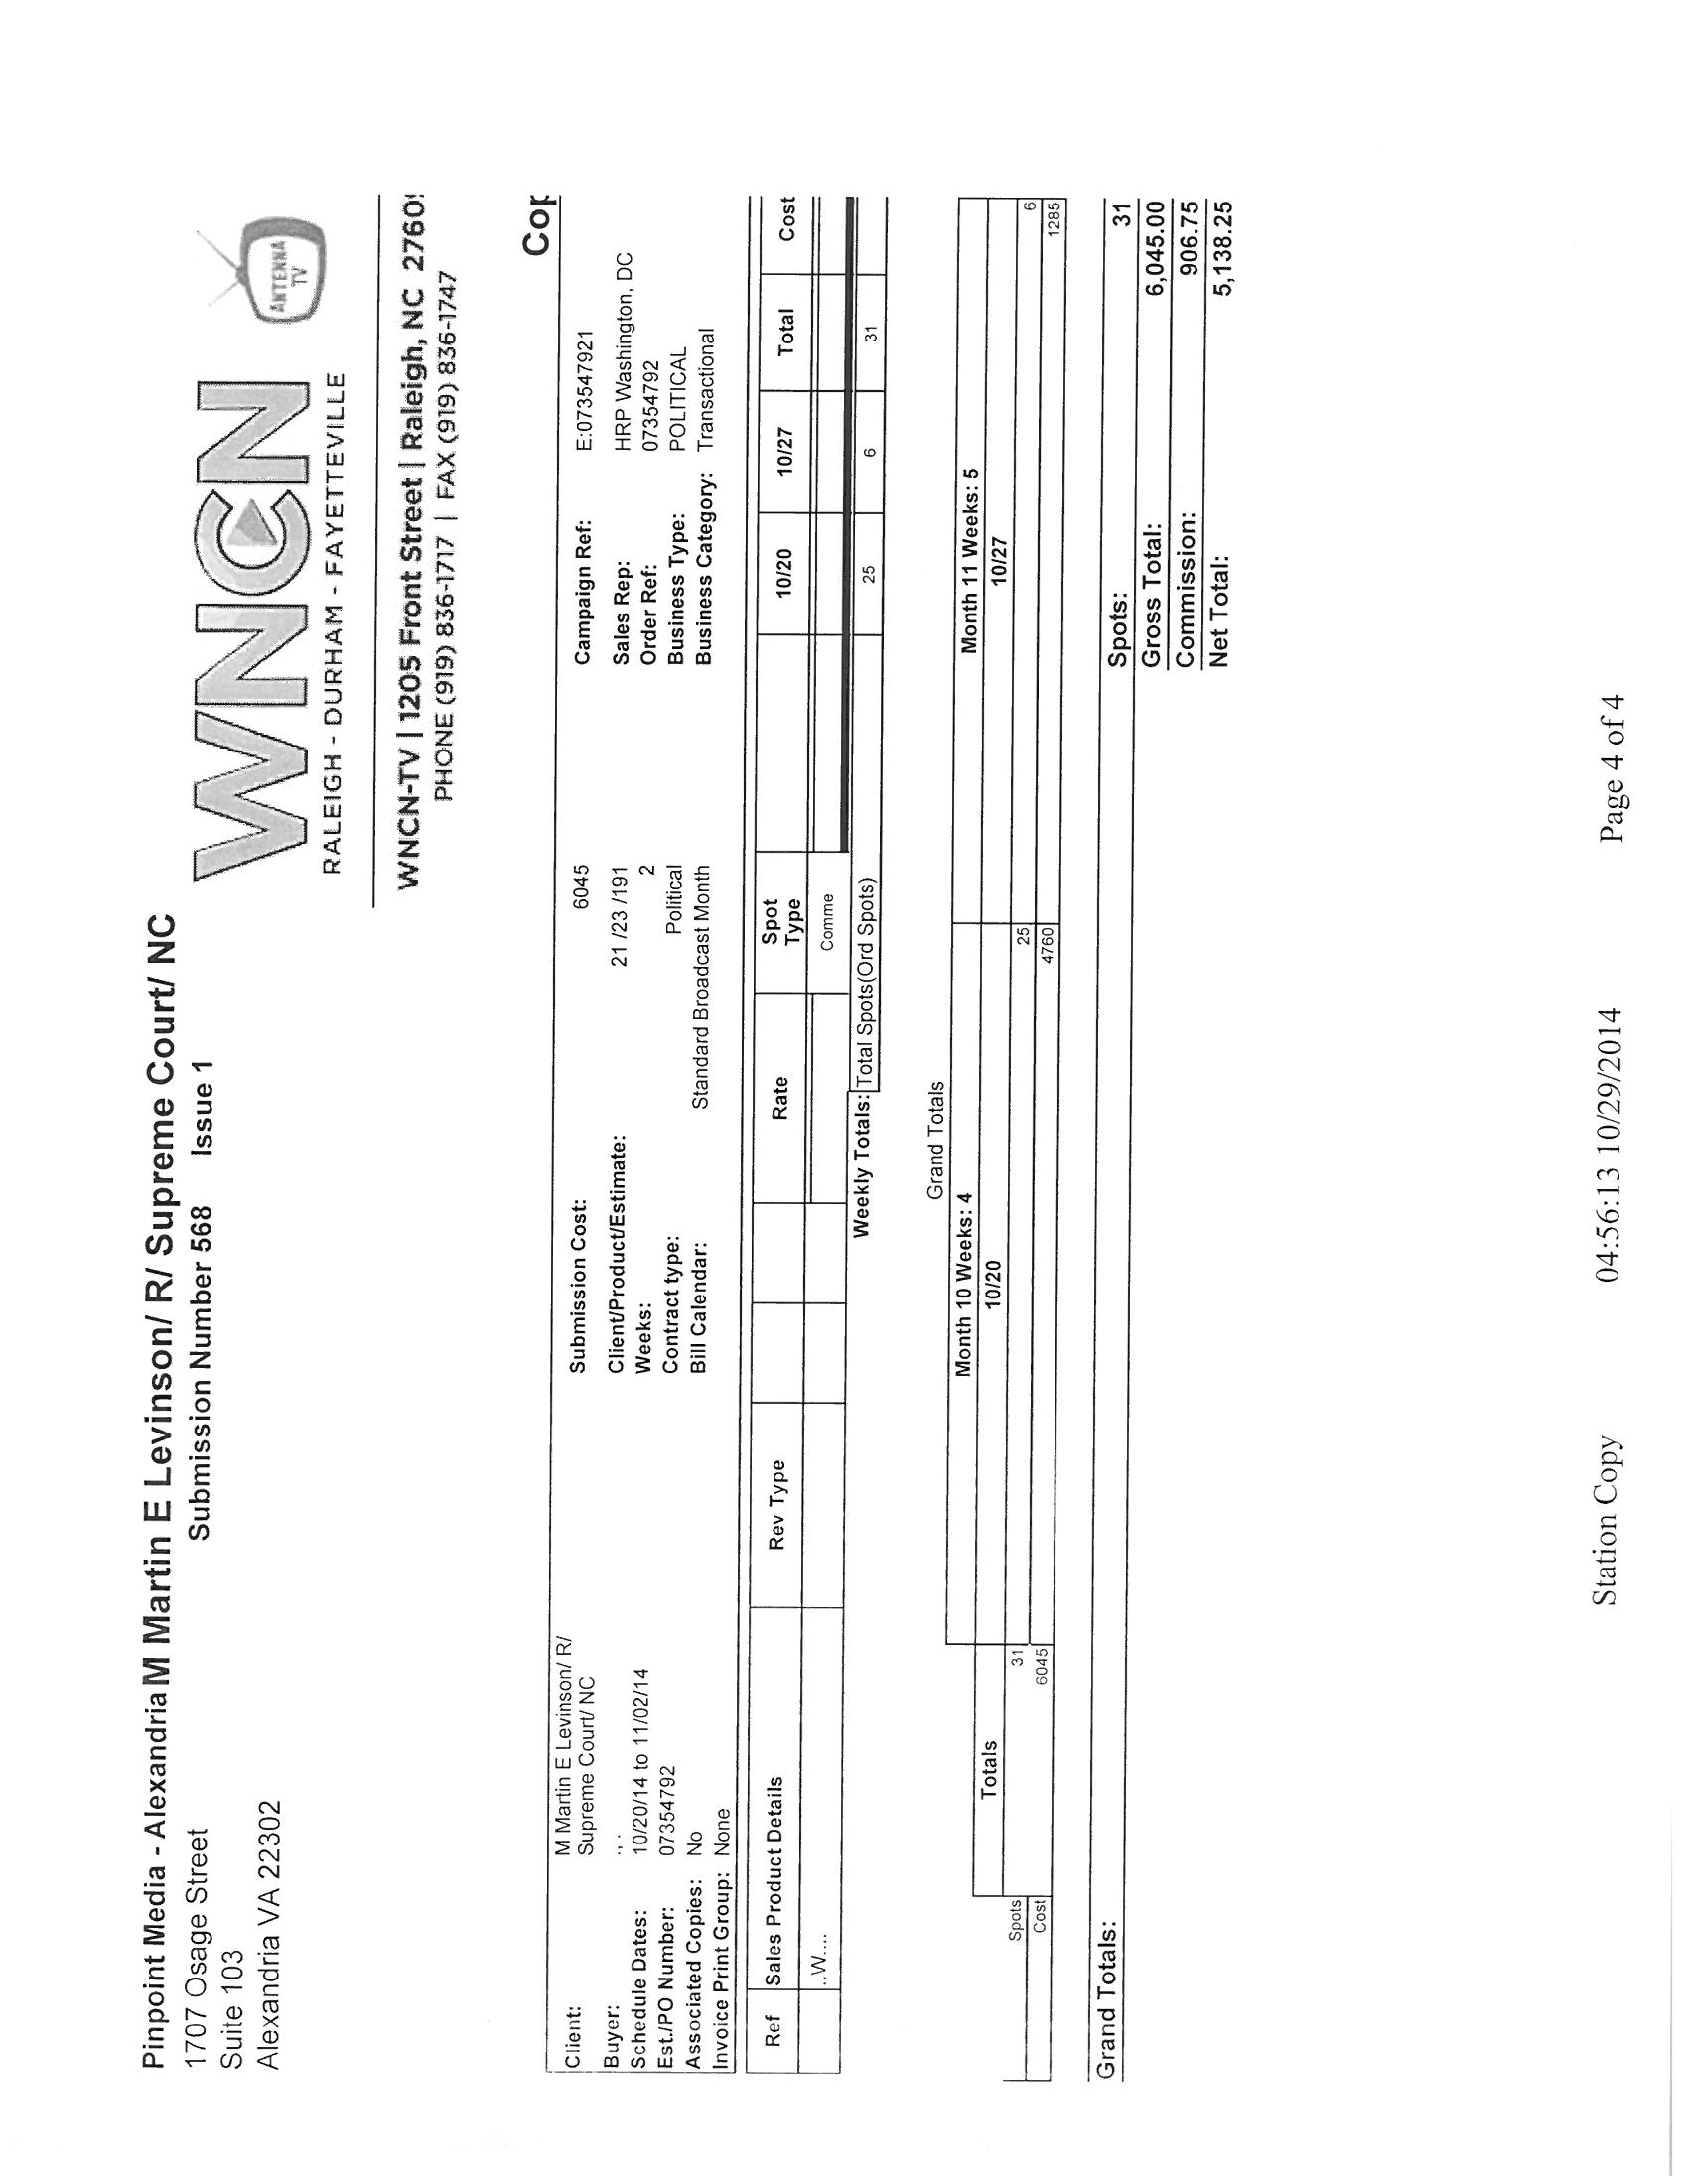 Pinpoint Media - Alexandria M Martin E Levinson/ R/ Supreme Court/ NC
1707 Osage Street
Submission Number 568 Issue 1
Suite 103
Alexandria VA 22302
WNCN
ANTENNA TV
RALEIGH - DURHAM - FAYETTEVILLE
WNCN-TV | 1205 Front Street | Raleigh, NC 2760
PHONE (919) 836-1717 | FAX (919) 836-1747
Cop
Client: M Martin E Levinson/ R/ Submission Cost: 6045 Campaign Ref: E:073547921
Supreme Court/ NC
Buyer: ., . Client/Product/Estimate: 21 /23 /191 Sales Rep: HRP Washington, DC
Schedule Dates: 10/20/14 to 11/02/14 Weeks: 2 Order Ref: 07354792
Est./PO Number: 07354792 Contract type: Political Business Type: POLITICAL
Associated Copies: No Bill Calendar: Standard Broadcast Month Business Category: Transactional
Invoice Print Group: None
Ref Sales Product Details Rev Type Rate Spot Type 10/20 10/27 Total Cost
..W.... Comme
Weekly Totals: Total Spots(Ord Spots) 25 6 31
Grand Totals
Month 10 Weeks: 4 Month 11 Weeks: 5
Totals 10/20 10/27
Spots 31 25 6
Cost 6045 4760 1285
Grand Totals: Spots: 31
Gross Total: 6,045.00
Commission: 906.75
Net Total: 5,138.25
Station Copy 04:56:13 10/29/2014 Page 4 of 4